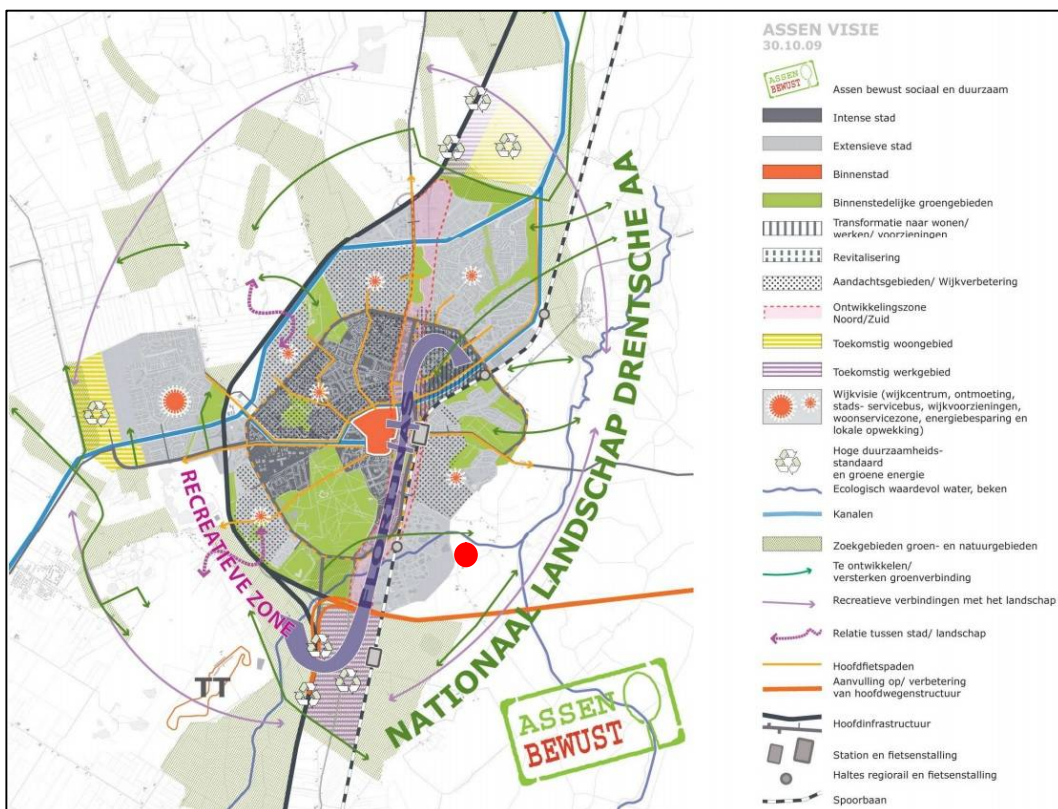 ASSEN VISIE
30.10.09
ASSEN
BEWUST
Assen bewust sociaal en duurzaam
Intense stad
Extensieve stad
Binnenstad
Binnenstedelijke groengebieden
Transformatie naar wonen/
werken/ voorzieningen
Revitalisering
Aandachtsgebieden/ Wijkverbetering
Ontwikkelingszone
Noord/Zuid
Toekomstig woongebied
Toekomstig werkgebied
Wijkvisie (wijkcentrum, ontmoeting,
stads- servicebus, wijkvoorzieningen,
woonservicezone, energiebesparing en
lokale opwekking)
Hoge duurzaamheids-
standaard
en groene energie
Ecologisch waardevol water, beken
Kanalen
Zoekgebieden groen- en natuurgebieden
Te ontwikkelen/
versterken groenverbinding
Recreatieve verbindingen met het landschap
Relatie tussen stad/ landschap
Hoofdfietspaden
Aanvulling op/ verbetering
van hoofdwegenstructuur
Hoofdinfrastructuur
Station en fietsenstalling
Haltes regiorail en fietsenstalling
Spoorbaan
NATIONAAL LANDSCHAP DRENTSCHE AA
RECREATIEVE ZONE
TT
ASSEN
BEWUST